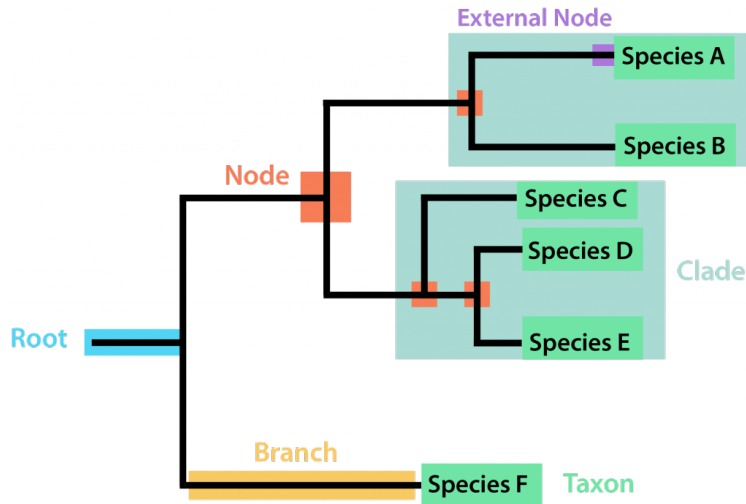 External Node
Species A
Species B
Node
Species C
Species D
Clade
Species E
Root
Branch
Species F
Taxon